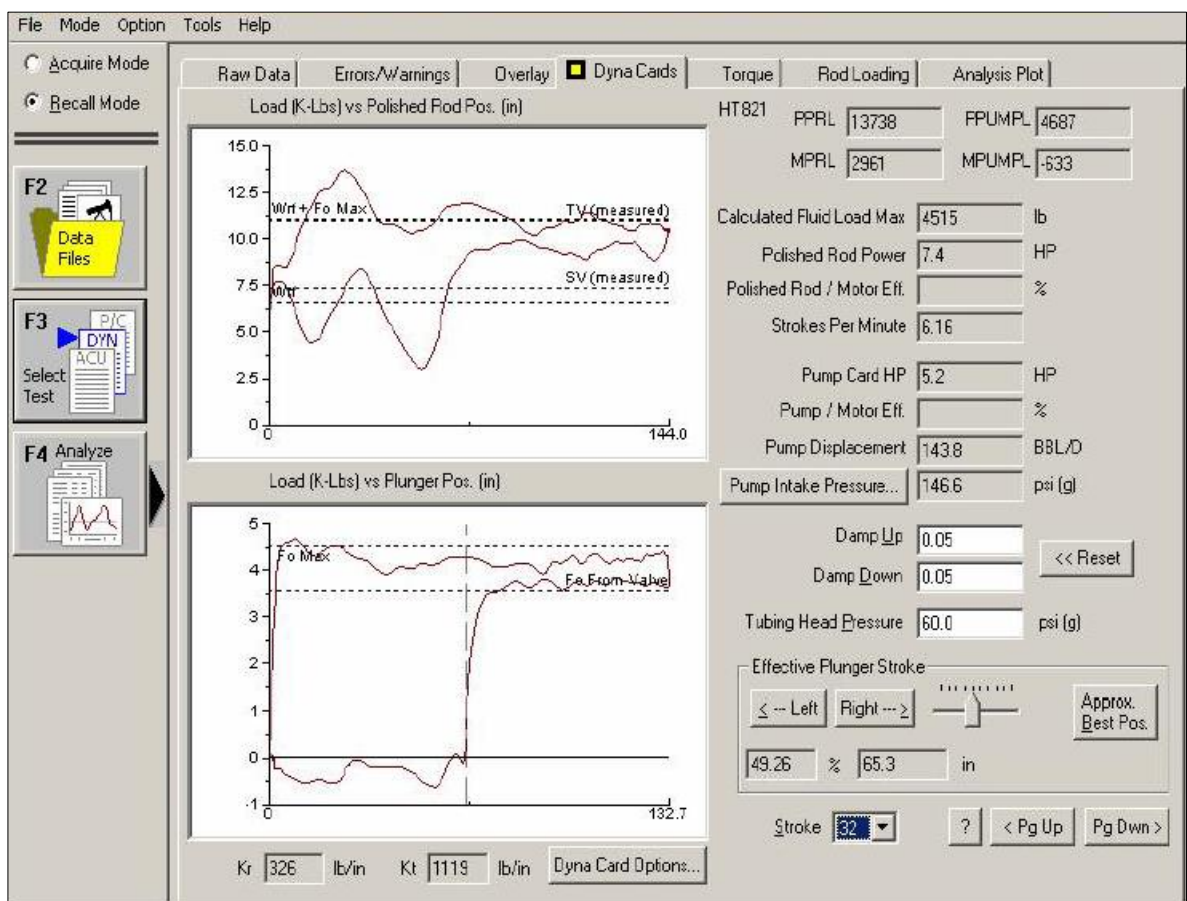 File Mode Option Tools Help
Acquire Mode
Recall Mode
F2
Data
Files
F3
P/C
DYN
ACU
Select
Test
F4 Analyze
Raw Data Errors/Warnings Overlay Dyna Cards Torque Rod Loading Analysis Plot
Load (K-Lbs) vs Polished Rod Pos. (in)
15.0
12.5
Wrf + Fo Max TV (measured)
10.0
SV (measured)
7.5
Wrf
5.0
2.5
0
0 144.0
Load (K-Lbs) vs Plunger Pos. (in)
5
Fo Max
4
Fo From Valve
3
2
1
0
-1
0 132.7
Kr 326 lb/in Kt 1119 lb/in Dyna Card Options...
HT821 PPRL 13738 PPUMPL 4687
MPRL 2961 MPUMPL -633
Calculated Fluid Load Max 4515 lb
Polished Rod Power 7.4 HP
Polished Rod / Motor Eff. %
Strokes Per Minute 6.16
Pump Card HP 5.2 HP
Pump / Motor Eff. %
Pump Displacement 143.8 BBL/D
Pump Intake Pressure... 146.6 psi (g)
Damp Up 0.05
<< Reset
Damp Down 0.05
Tubing Head Pressure 60.0 psi (g)
Effective Plunger Stroke
< -- Left Right --- >
Approx.
Best Pos.
49.26 % 65.3 in
Stroke 32 ? < Pg Up Pg Dwn >